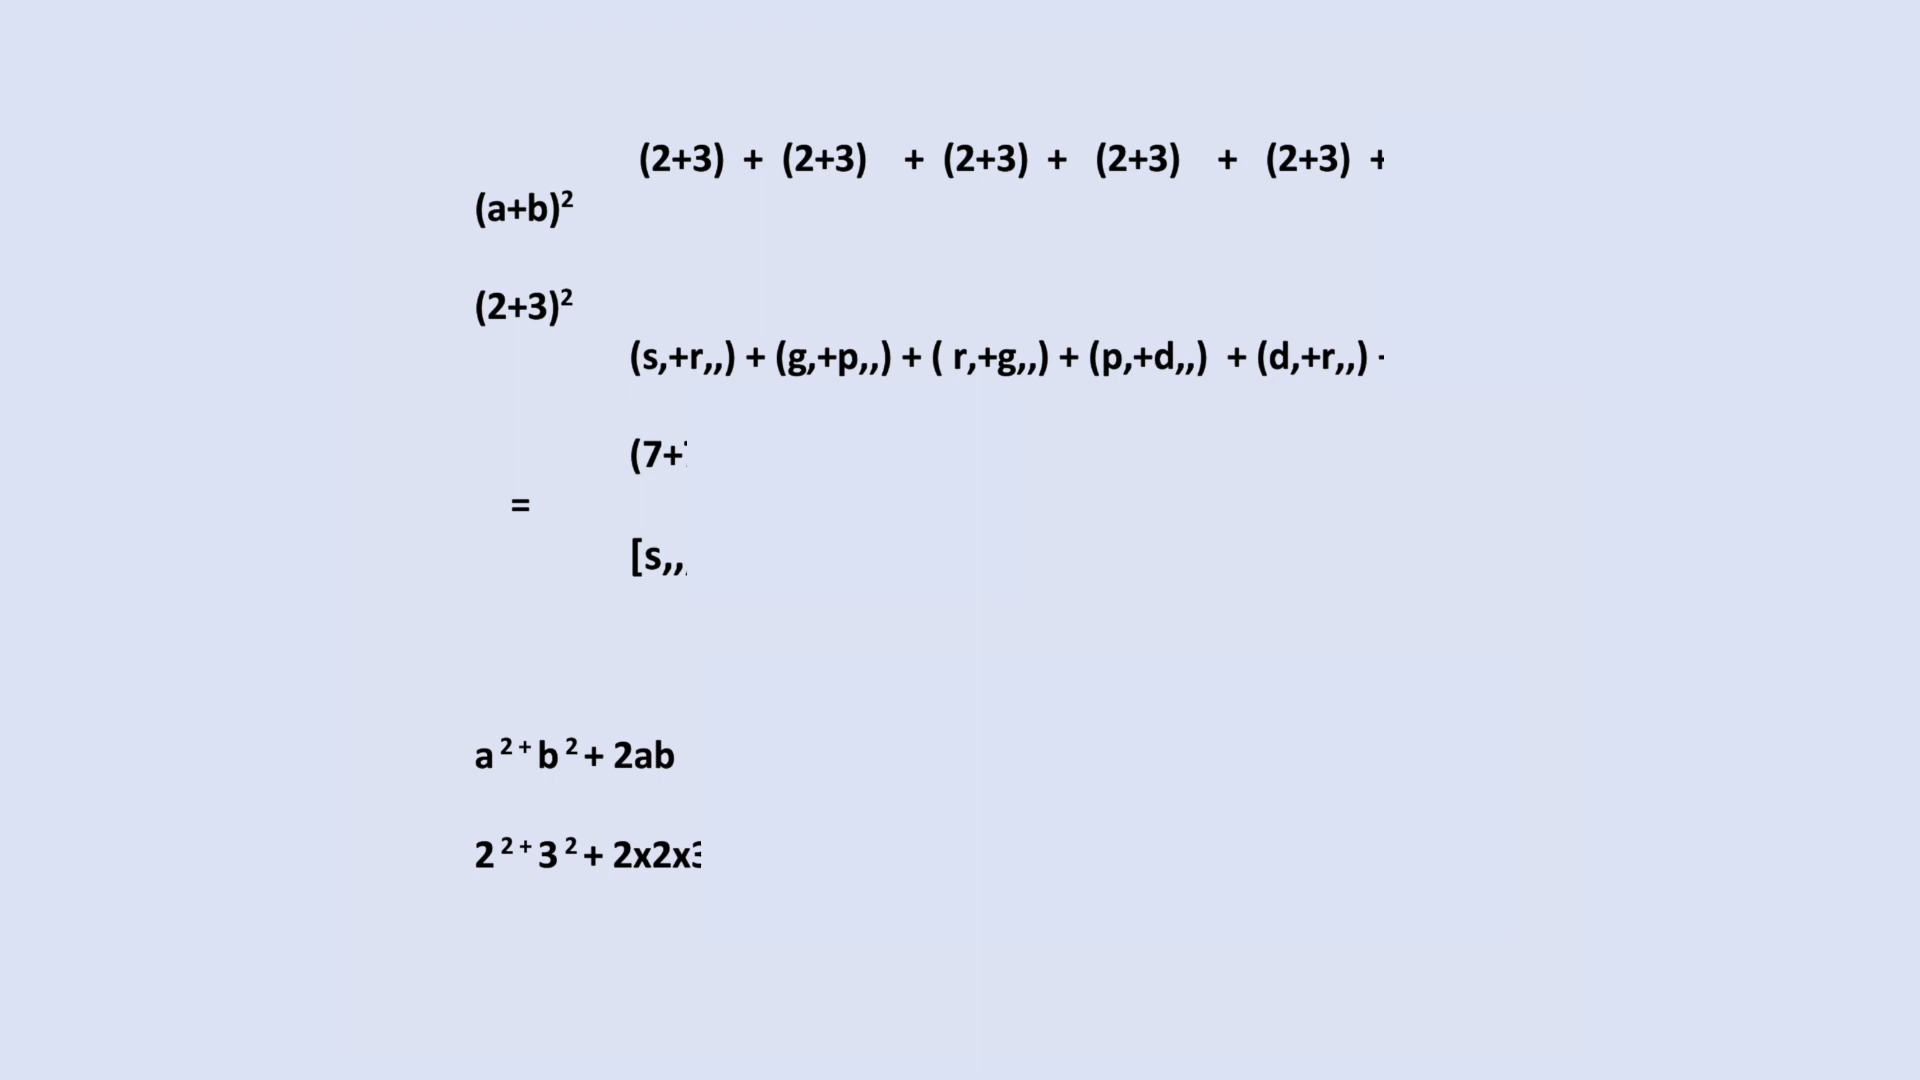 (2+3) + (2+3) + (2+3) + (2+3) + (2+3) +
(a+b)²
(2+3)²
(s,+r,,) + (g,+p,,) + ( r,+g,,) + (p,+d,,) + (d,+r,,)
(7+
=
[s,,
a ² ⁺ b ² + 2ab
2 ² ⁺ 3 ² + 2x2x3